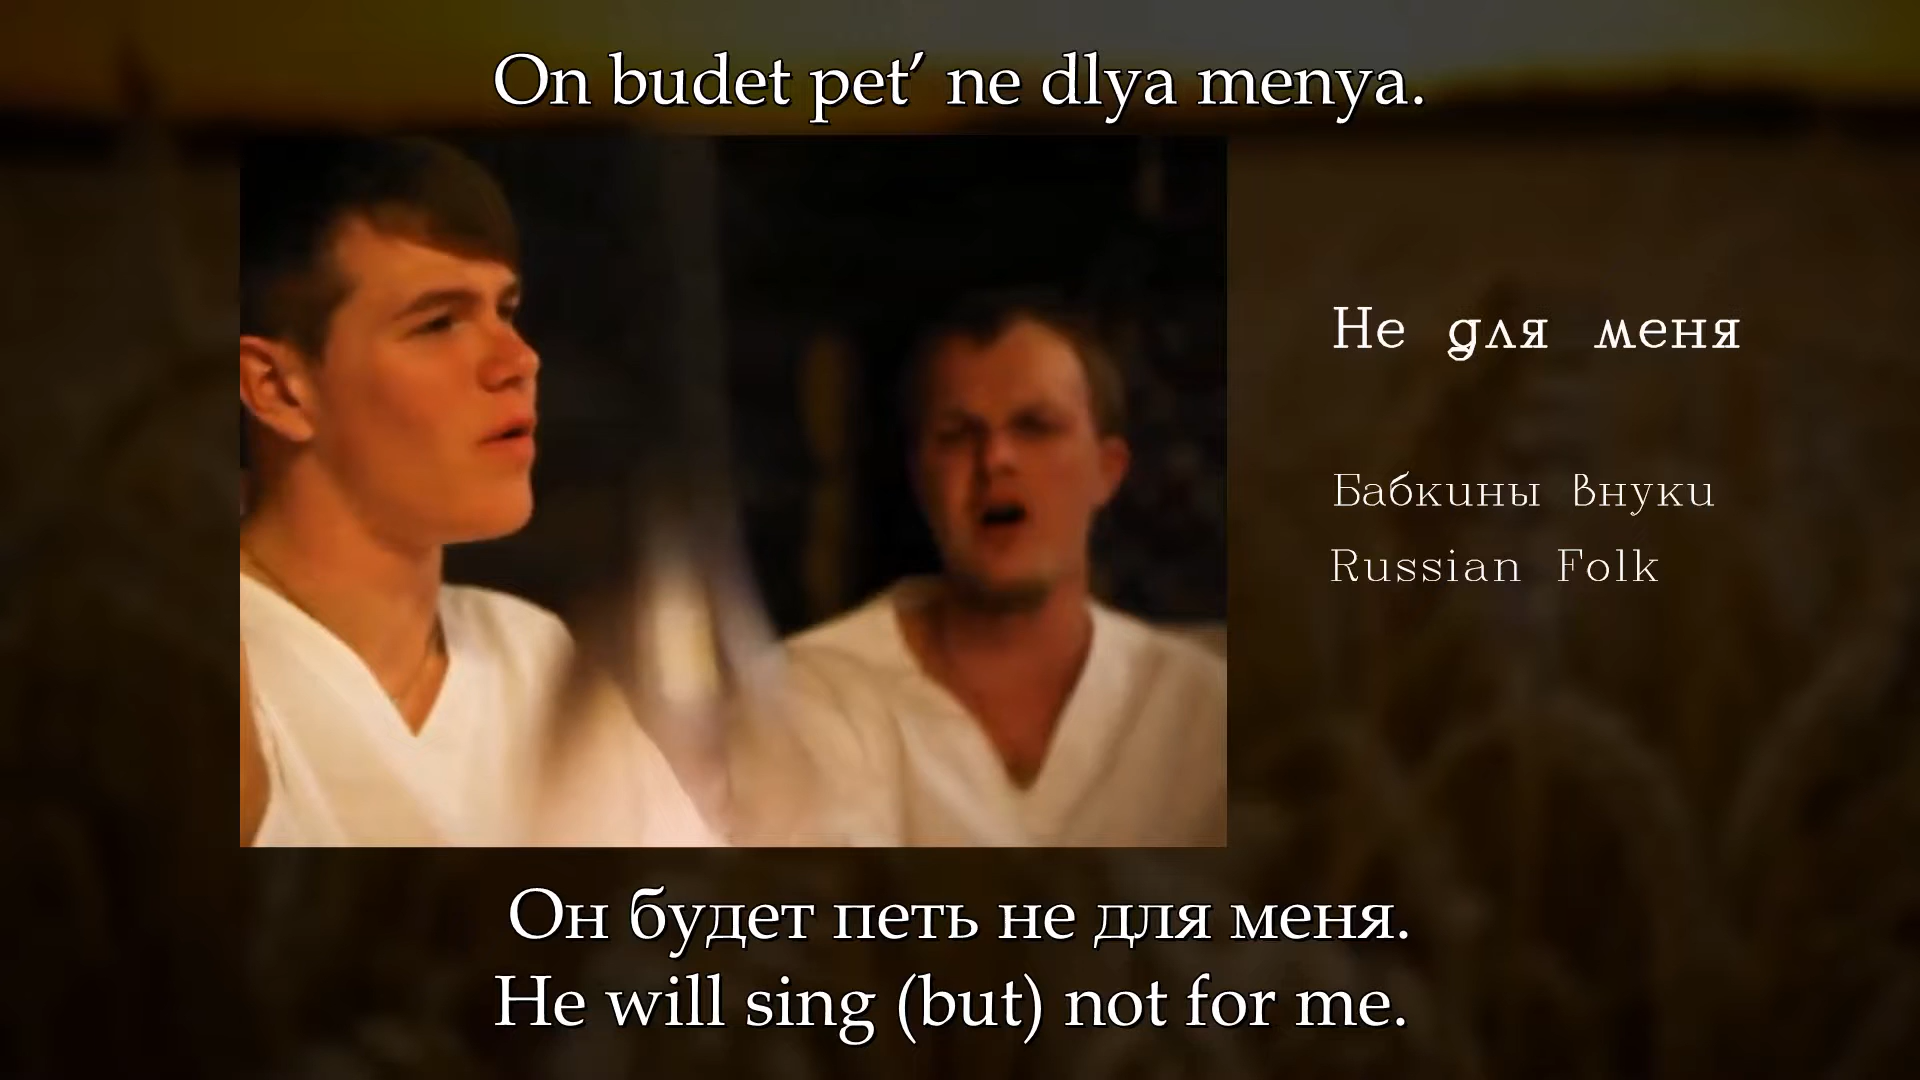 On budet pet’ ne dlya menya.
Не для меня
Бабкины внуки
Russian Folk
Он будет петь не для меня.
He will sing (but) not for me.